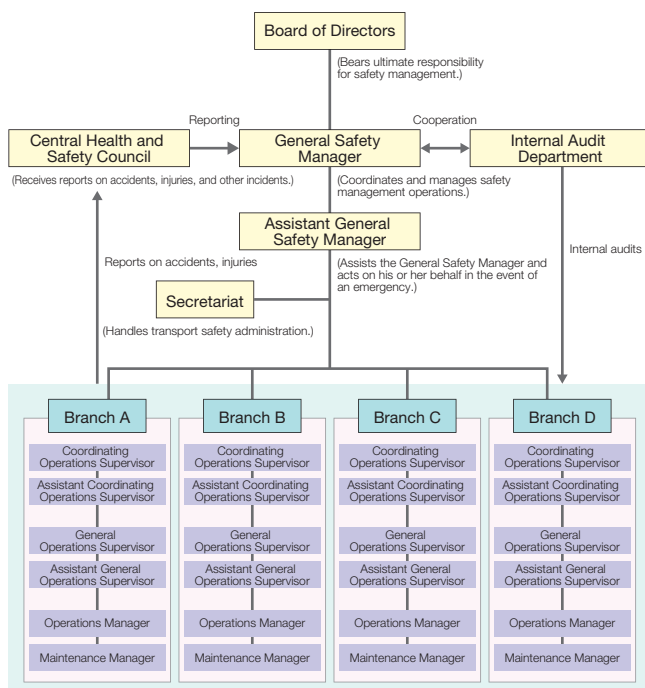 Board of Directors
(Bears ultimate responsibility
for safety management.)
Reporting
Cooperation
Central Health and
Safety Council
General Safety
Manager
Internal Audit
Department
(Receives reports on accidents, injuries, and other incidents.)
(Coordinates and manages safety
management operations.)
Assistant General
Safety Manager
Reports on accidents, injuries
(Assists the General Safety Manager and
acts on his or her behalf in the event of
an emergency.)
Internal audits
Secretariat
(Handles transport safety administration.)
Branch A
Coordinating
Operations Supervisor
Assistant Coordinating
Operations Supervisor
General
Operations Supervisor
Assistant General
Operations Supervisor
Operations Manager
Maintenance Manager
Branch B
Coordinating
Operations Supervisor
Assistant Coordinating
Operations Supervisor
General
Operations Supervisor
Assistant General
Operations Supervisor
Operations Manager
Maintenance Manager
Branch C
Coordinating
Operations Supervisor
Assistant Coordinating
Operations Supervisor
General
Operations Supervisor
Assistant General
Operations Supervisor
Operations Manager
Maintenance Manager
Branch D
Coordinating
Operations Supervisor
Assistant Coordinating
Operations Supervisor
General
Operations Supervisor
Assistant General
Operations Supervisor
Operations Manager
Maintenance Manager